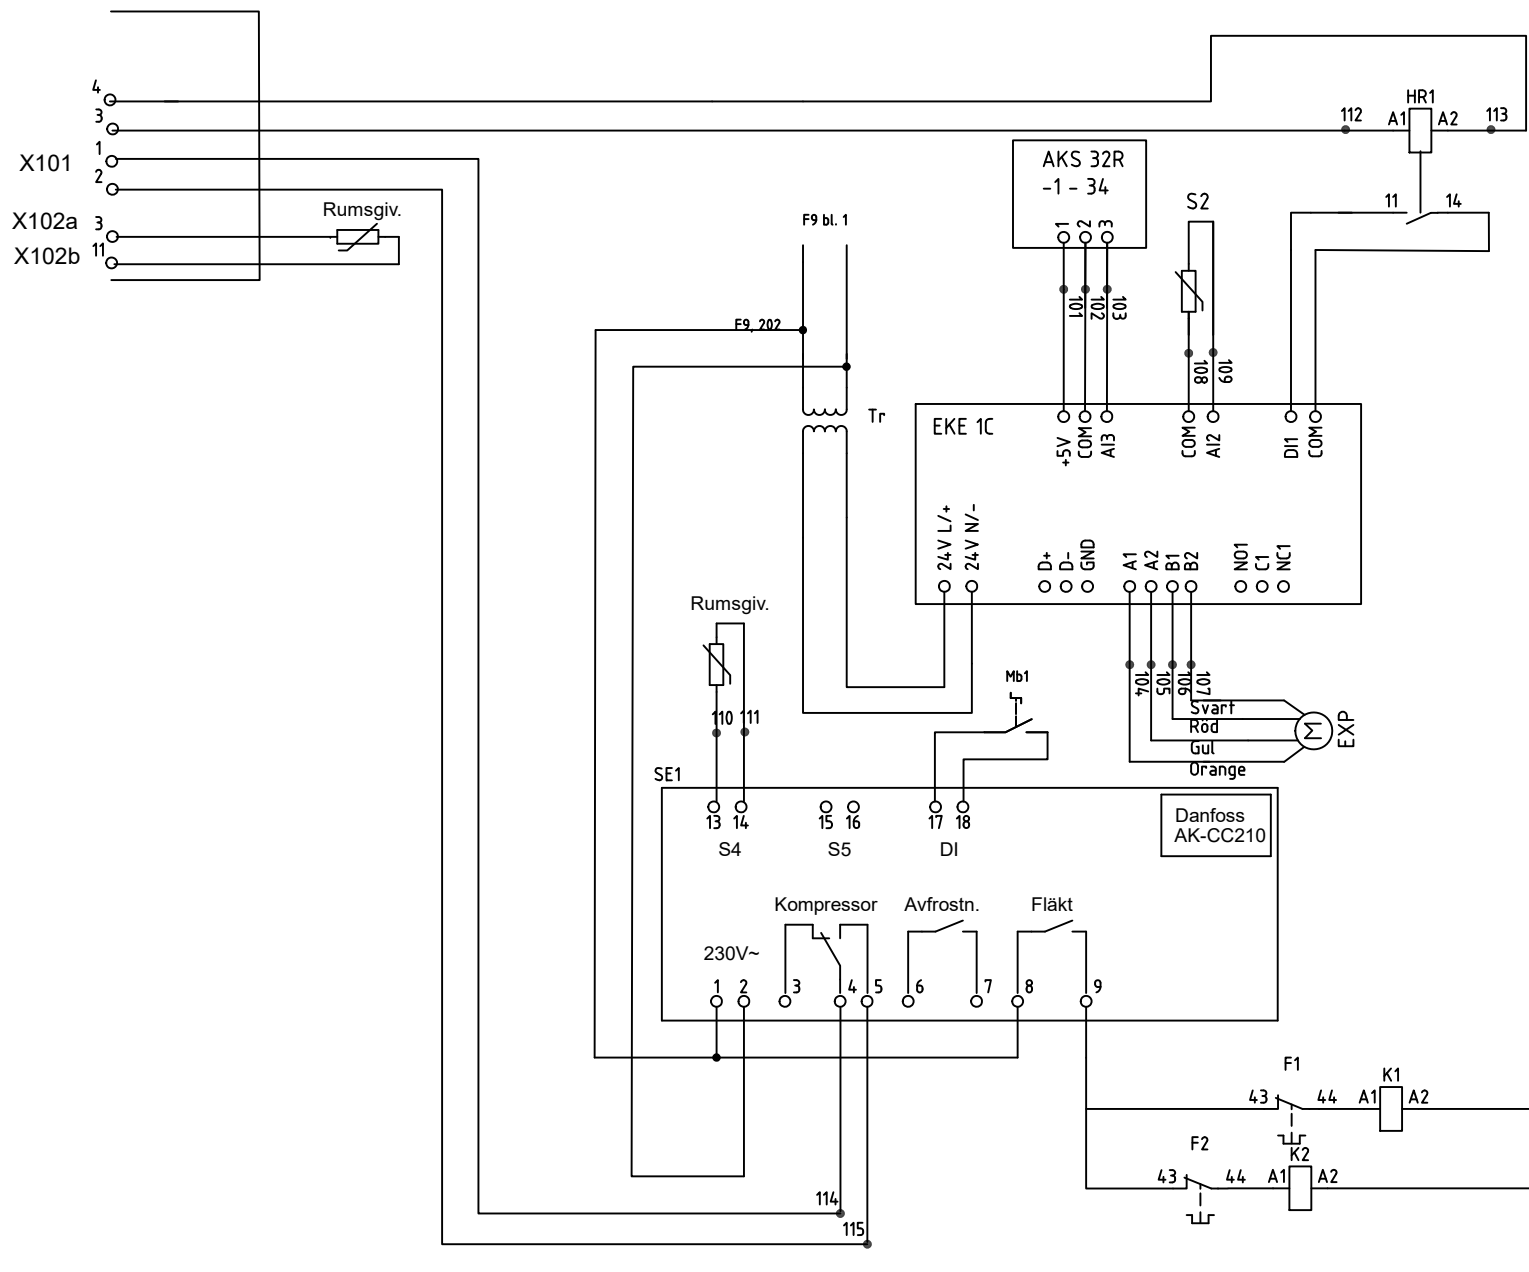 4
3
HR1
112
A1
A2
113
X101
1
2
AKS 32R
-1 - 34
1
2
3
S2
11
14
X102a
3
Rumsgiv.
X102b
11
F9 bl. 1
F9, 202
101
102
103
108
109
Tr
EKE 1C
+5V
COM
AI3
COM
AI2
DI1
COM
24V L/+
24V N/-
D+
D-
GND
A1
A2
B1
B2
NO1
C1
NC1
Rumsgiv.
110
111
Mb1
104
105
106
107
Svart
Röd
Gul
Orange
M
EXP
SE1
13
14
15
16
17
18
S4
S5
DI
Danfoss
AK-CC210
Kompressor
Avfrostn.
Fläkt
230V~
1
2
3
4
5
6
7
8
9
F1
43
44
A1
K1
A2
F2
43
44
A1
K2
A2
114
115